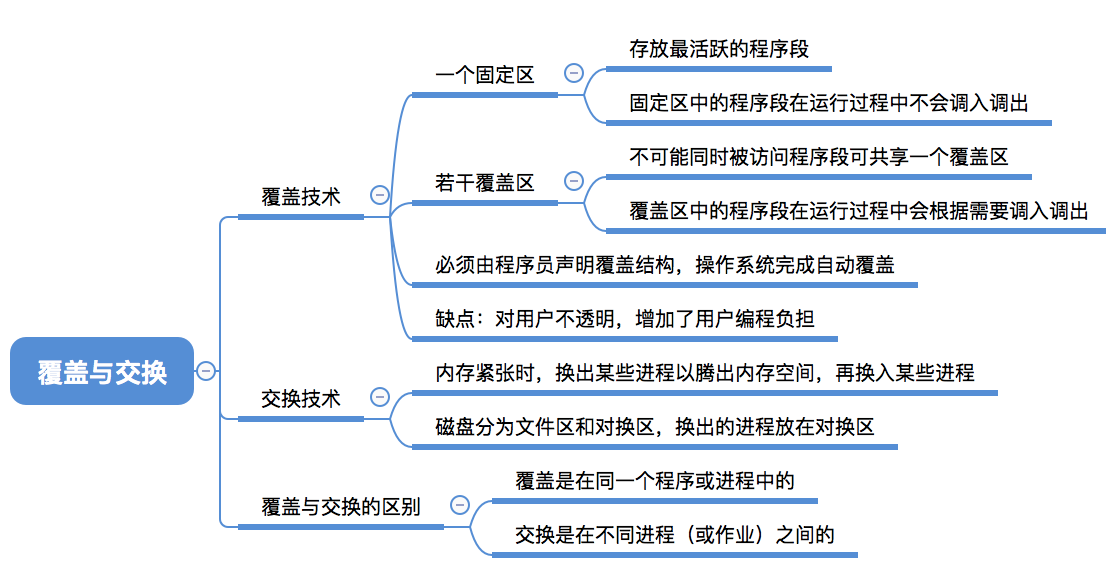 覆盖与交换
覆盖技术
一个固定区
存放最活跃的程序段
固定区中的程序段在运行过程中不会调入调出
若干覆盖区
不可能同时被访问程序段可共享一个覆盖区
覆盖区中的程序段在运行过程中会根据需要调入调出
必须由程序员声明覆盖结构，操作系统完成自动覆盖
缺点：对用户不透明，增加了用户编程负担
交换技术
内存紧张时，换出某些进程以腾出内存空间，再换入某些进程
磁盘分为文件区和对换区，换出的进程放在对换区
覆盖与交换的区别
覆盖是在同一个程序或进程中的
交换是在不同进程（或作业）之间的